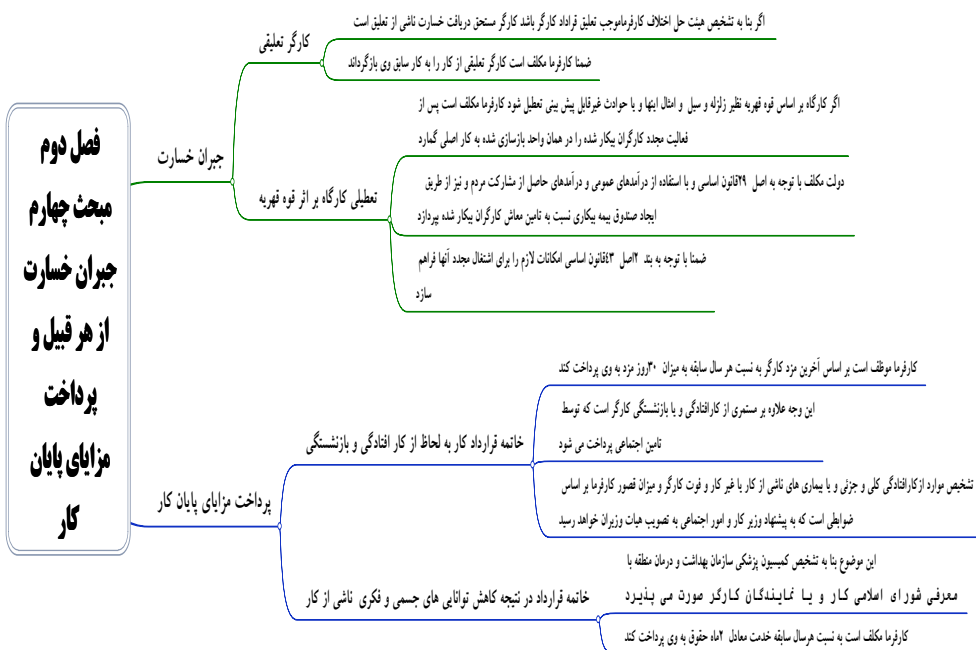 فصل دوم
مبحث چهارم
جبران خسارت
از هر قبیل و
پرداخت
مزایای پایان
کار
جبران خسارت
کارگر تعلیقی
اگر بنا به تشخیص هیئت حل اختلاف کارفرماموجب تعلیق قراداد کارگر باشد کارگر مستحق دریافت خسارت ناشی از تعلیق است
ضمنا کارفرما مکلف است کارگر تعلیقی از کار را به کار سابق وی بازگرداند
تعطیلی کارگاه بر اثر قوه قهریه
اگر کارگاه بر اساس قوه قهریه نظیر زلزله و سیل و امثال اینها و یا حوادث غیرقابل پیش بینی تعطیل شود کارفرما مکلف است پس از
فعالیت مجدد کارگران بیکار شده را در همان واحد بازسازی شده به کار اصلی گمارد
دولت مکلف با توجه به اصل ۲۹قانون اساسی و با استفاده از درآمدهای عمومی و درآمدهای حاصل از مشارکت مردم و نیز از طریق
ایجاد صندوق بیمه بیکاری نسبت به تامین معاش کارگران بیکار شده بپردازد
ضمنا با توجه به بند ۲اصل ۴۳قانون اساسی امکانات لازم را برای اشتغال مجدد آنها فراهم
سازد
پرداخت مزایای پایان کار
خاتمه قرارداد کار به لحاظ از کار افتادگی و بازنشستگی
کارفرما موظف است بر اساس آخرین مزد کارگر به نسبت هر سال سابقه به میزان ۳۰روز مزد به وی پرداخت کند
این وجه علاوه بر مستمری از کارافتادگی و یا بازنشستگی کارگر است که توسط
تامین اجتماعی پرداخت می شود
تشخیص موارد ازکارافتادگی کلی و جزئی و یا بیماری های ناشی از کار یا غیر کار و فوت کارگر و میزان قصور کارفرما بر اساس
ضوابطی است که به پیشنهاد وزیر کار و امور اجتماعی به تصویب هیات وزیران خواهد رسید
خاتمه قرارداد در نتیجه کاهش توانایی های جسمی و فکری ناشی از کار
این موضوع بنا به تشخیص کمیسیون پزشکی سازمان بهداشت و درمان منطقه با
معرفی شورای اسلامی کار و یا نمایندگان کارگر صورت می پذیرد
کارفرما مکلف است به نسبت هرسال سابقه خدمت معادل ۲ماه حقوق به وی پرداخت کند